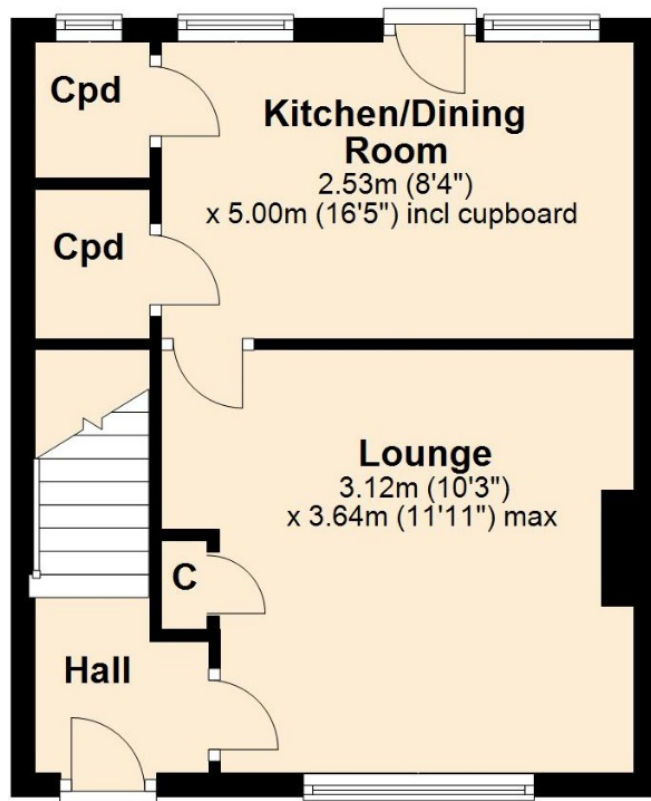 Cpd
Kitchen/Dining
Room
2.53m (8'4")
x 5.00m (16'5") incl cupboard
Cpd
Lounge
3.12m (10'3")
x 3.64m (11'11") max
C
Hall